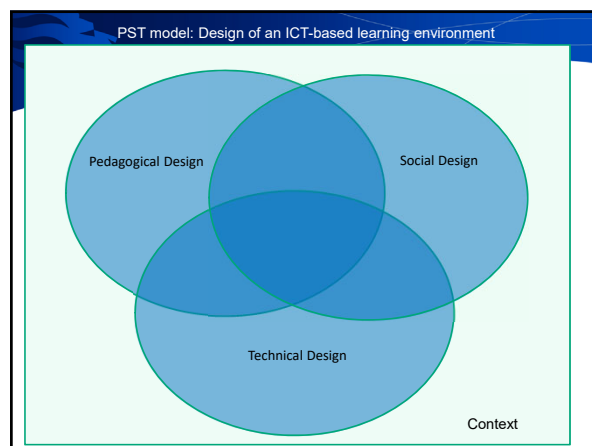 PST model: Design of an ICT-based learning environment
Pedagogical Design
Social Design
Technical Design
Context